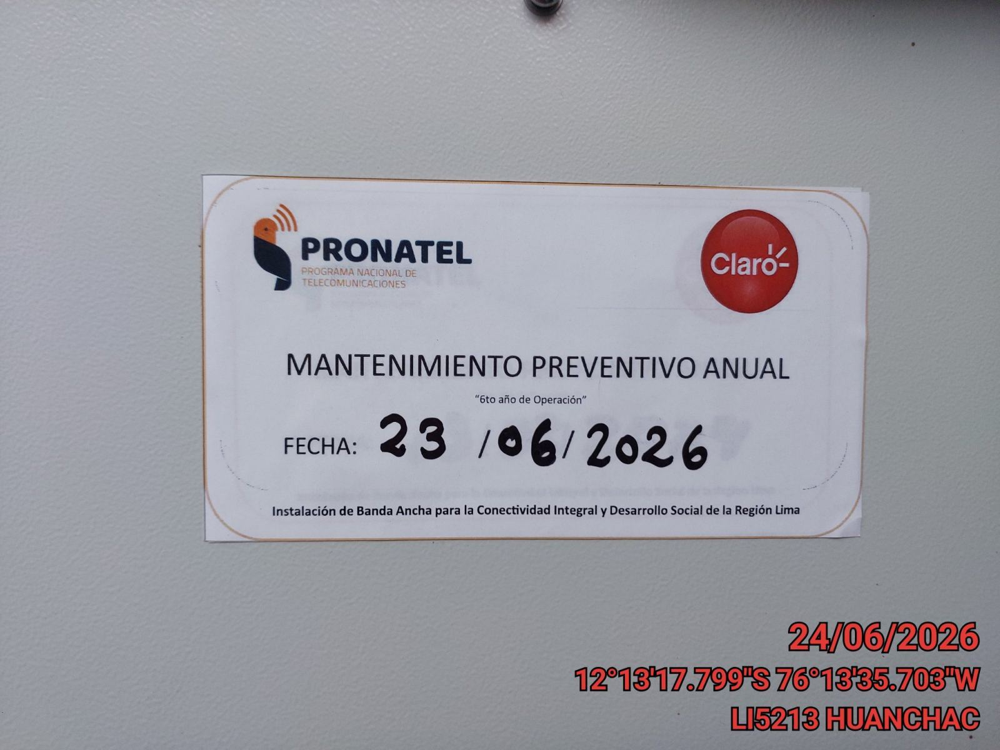 PRONATEL
PROGRAMA NACIONAL DE
TELECOMUNICACIONES
Claro
MANTENIMIENTO PREVENTIVO ANUAL
“6to año de Operación”
FECHA: 23 /06/ 2026
Instalación de Banda Ancha para la Conectividad Integral y Desarrollo Social de la Región Lima
24/06/2026
12°13'17.799"S 76°13'35.703"W
LI5213 HUANCHAC